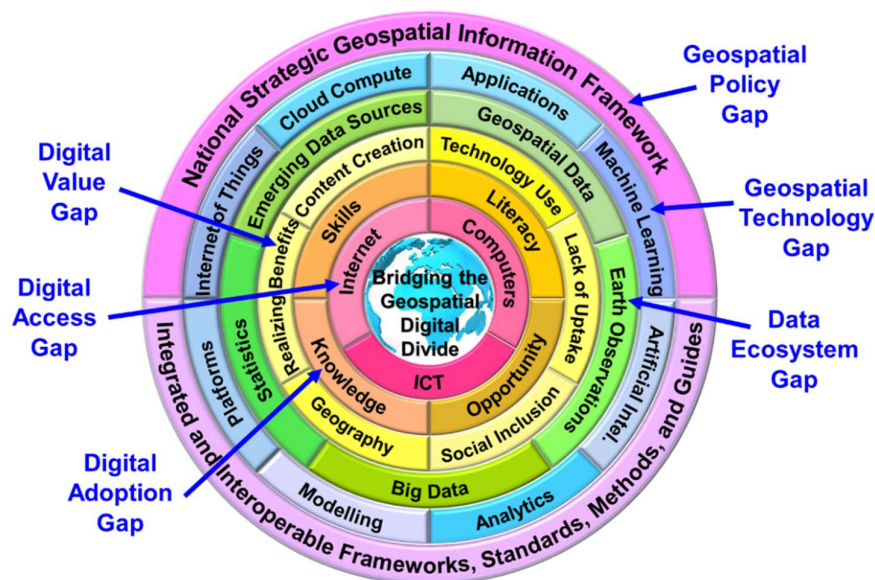 National Strategic Geospatial Information Framework
Geospatial
Policy
Gap
Cloud Compute
Applications
Emerging Data Sources
Geospatial Data
Internet of Things
Machine Learning
Digital
Value
Gap
Content Creation
Technology Use
Geospatial
Technology
Gap
Skills
Literacy
Realizing Benefits
Lack of Uptake
Internet
Computers
Bridging the
Geospatial
Digital
Divide
Digital
Access
Gap
Earth Observations
Data
Ecosystem
Gap
Statistics
Knowledge
ICT
Opportunity
Platforms
Artificial Intel.
Geography
Social Inclusion
Digital
Adoption
Gap
Big Data
Modelling
Analytics
Integrated and Interoperable Frameworks, Standards, Methods, and Guides